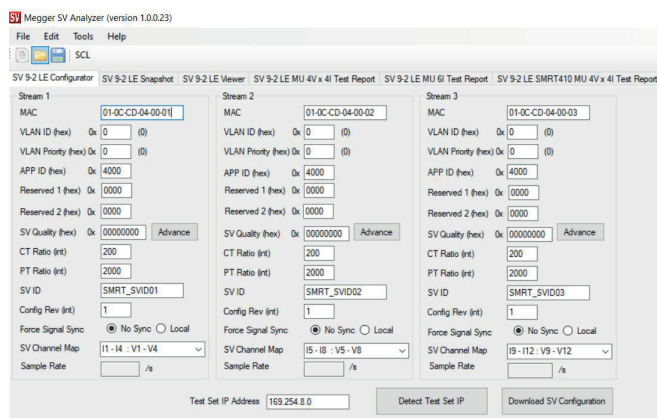 SV Megger SV Analyzer (version 1.0.0.23)
File Edit Tools Help
SCL
SV 9-2 LE Configurator SV 9-2 LE Snapshot SV 9-2 LE Viewer SV 9-2 LE MU 4V x 4I Test Report SV 9-2 LE MU 6I Test Report SV 9-2 LE SMRT410 MU 4V x 4I Test Report
Stream 1
MAC 01-0C-CD-04-00-01
VLAN ID (hex) 0x 0 (0)
VLAN Priority (hex) 0x 0 (0)
APP ID (hex) 0x 4000
Reserved 1 (hex) 0x 0000
Reserved 2 (hex) 0x 0000
SV Quality (hex) 0x 00000000 Advance
CT Ratio (int) 200
PT Ratio (int) 2000
SV ID SMRT_SVID01
Config Rev (int) 1
Force Signal Sync No Sync Local
SV Channel Map I1 - I4 : V1 - V4
Sample Rate /s
Stream 2
MAC 01-0C-CD-04-00-02
VLAN ID (hex) 0x 0 (0)
VLAN Priority (hex) 0x 0 (0)
APP ID (hex) 0x 4000
Reserved 1 (hex) 0x 0000
Reserved 2 (hex) 0x 0000
SV Quality (hex) 0x 00000000 Advance
CT Ratio (int) 200
PT Ratio (int) 2000
SV ID SMRT_SVID02
Config Rev (int) 1
Force Signal Sync No Sync Local
SV Channel Map I5 - I8 : V5 - V8
Sample Rate /s
Stream 3
MAC 01-0C-CD-04-00-03
VLAN ID (hex) 0x 0 (0)
VLAN Priority (hex) 0x 0 (0)
APP ID (hex) 0x 4000
Reserved 1 (hex) 0x 0000
Reserved 2 (hex) 0x 0000
SV Quality (hex) 0x 00000000 Advance
CT Ratio (int) 200
PT Ratio (int) 2000
SV ID SMRT_SVID03
Config Rev (int) 1
Force Signal Sync No Sync Local
SV Channel Map I9 - I12 : V9 - V12
Sample Rate /s
Test Set IP Address 169.254.8.0 Detect Test Set IP Download SV Configuration